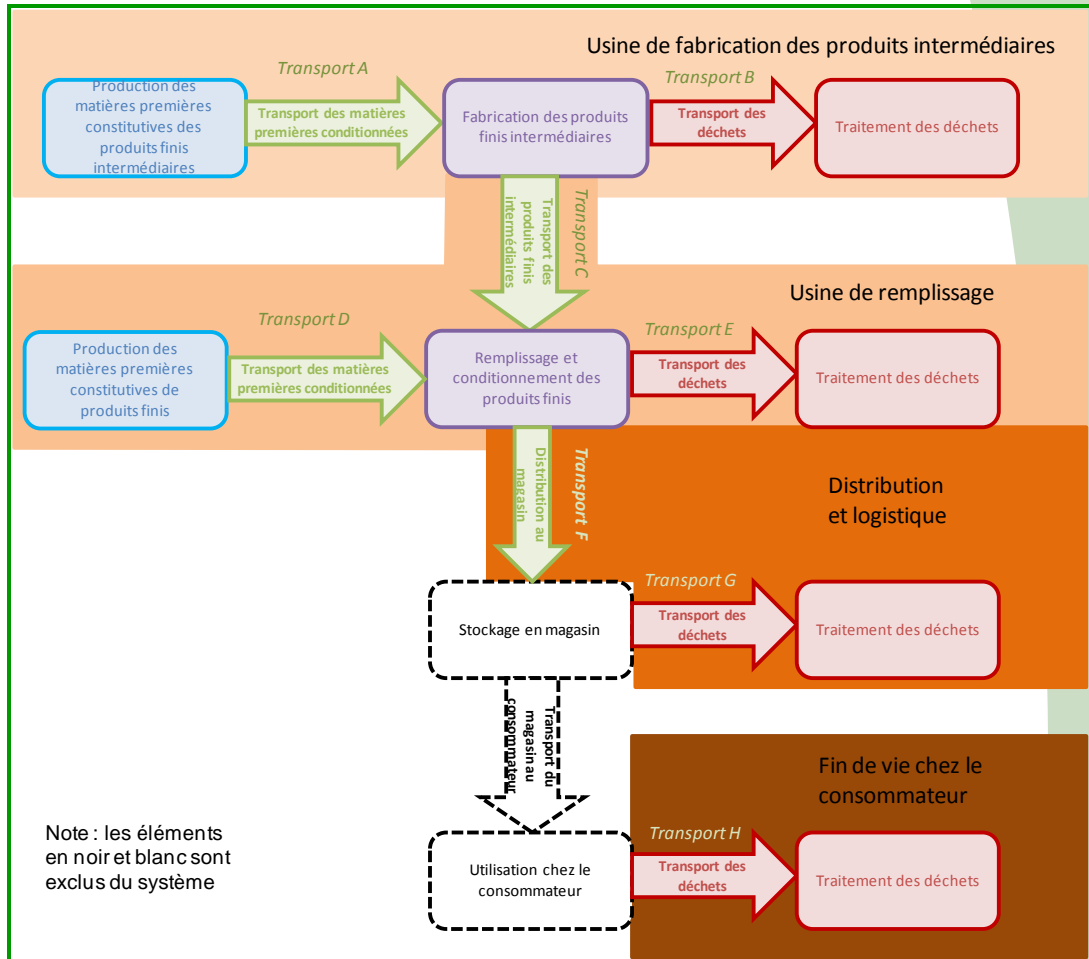 Usine de fabrication des produits intermédiaires
Transport A
Transport B
Production des
matières premières
constitutives des
produits finis
intermédiaires
Transport des matières
premières conditionnées
Fabrication des produits
finis intermédiaires
Transport des
déchets
Traitement des déchets
Transport des
produits finis
intermédiaires
Transport C
Usine de remplissage
Transport D
Transport E
Production des
matières premières
constitutives de
produits finis
Transport des matières
premières conditionnées
Remplissage et
conditionnement des
produits finis
Transport des
déchets
Traitement des déchets
Distribution au
magasin
Transport F
Distribution
et logistique
Transport G
Stockage en magasin
Transport des
déchets
Traitement des déchets
Transport du
magasin au
consommateur
Fin de vie chez le
consommateur
Note : les éléments
en noir et blanc sont
exclus du système
Transport H
Utilisation chez le
consommateur
Transport des
déchets
Traitement des déchets